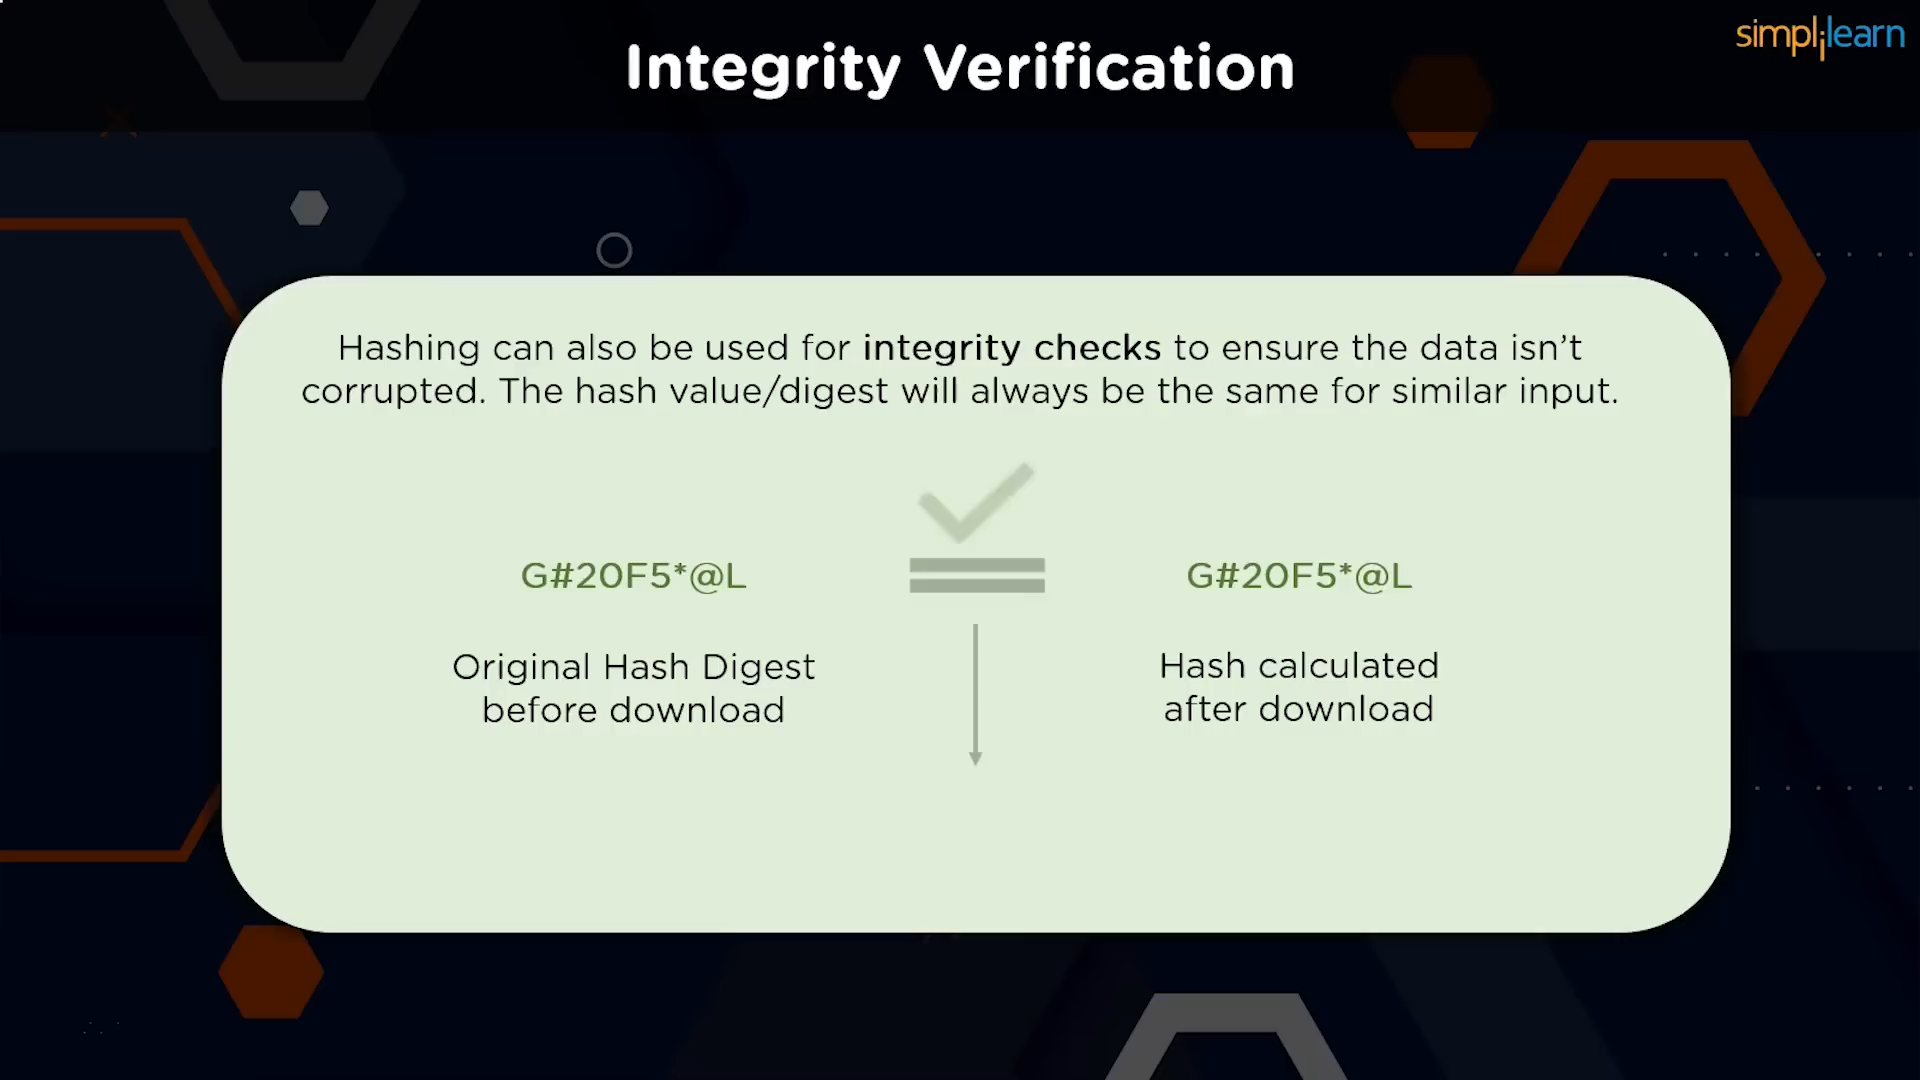 simplilearn
Integrity Verification
Hashing can also be used for integrity checks to ensure the data isn't
corrupted. The hash value/digest will always be the same for similar input.
G#20F5*@L
G#20F5*@L
Original Hash Digest
before download
Hash calculated
after download